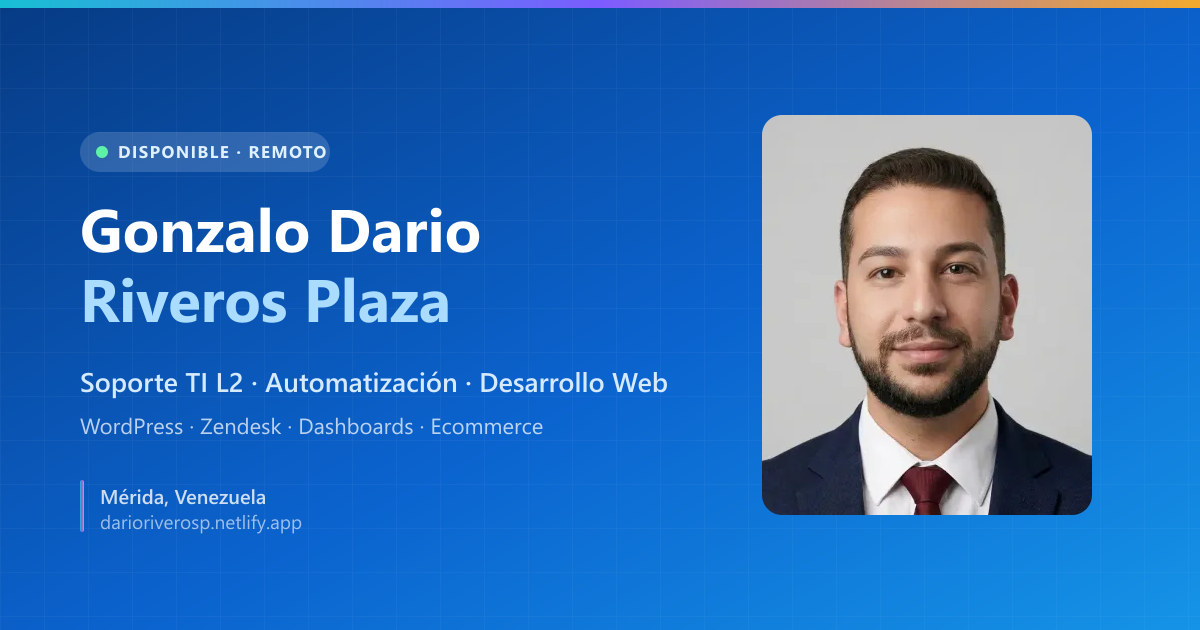 DISPONIBLE · REMOTO
Gonzalo Dario
Riveros Plaza
Soporte TI L2 · Automatización · Desarrollo Web
WordPress · Zendesk · Dashboards · Ecommerce
Mérida, Venezuela
darioriverosp.netlify.app